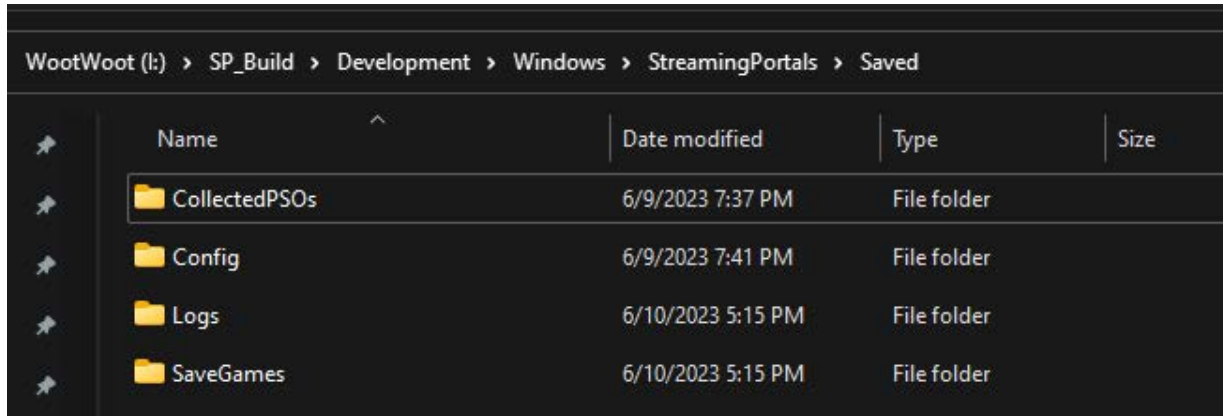 WootWoot (I:) > SP_Build > Development > Windows > StreamingPortals > Saved
Name Date modified Type Size
CollectedPSOs 6/9/2023 7:37 PM File folder
Config 6/9/2023 7:41 PM File folder
Logs 6/10/2023 5:15 PM File folder
SaveGames 6/10/2023 5:15 PM File folder